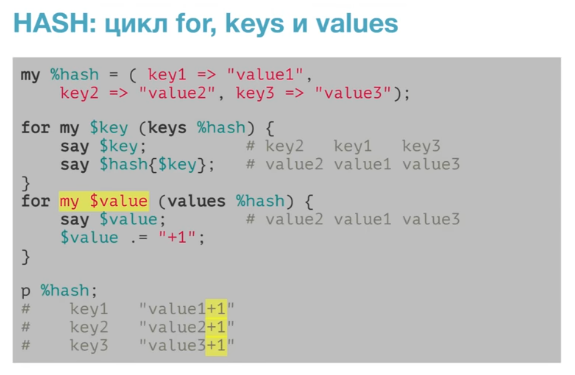 HASH: цикл for, keys и values
my %hash = ( key1 => "value1",
    key2 => "value2", key3 => "value3");
for my $key (keys %hash) {
    say $key;          # key2   key1   key3
    say $hash{$key};   # value2 value1 value3
}
for my $value (values %hash) {
    say $value;        # value2 value1 value3
    $value .= "+1";
}
p %hash;
#    key1   "value1+1"
#    key2   "value2+1"
#    key3   "value3+1"